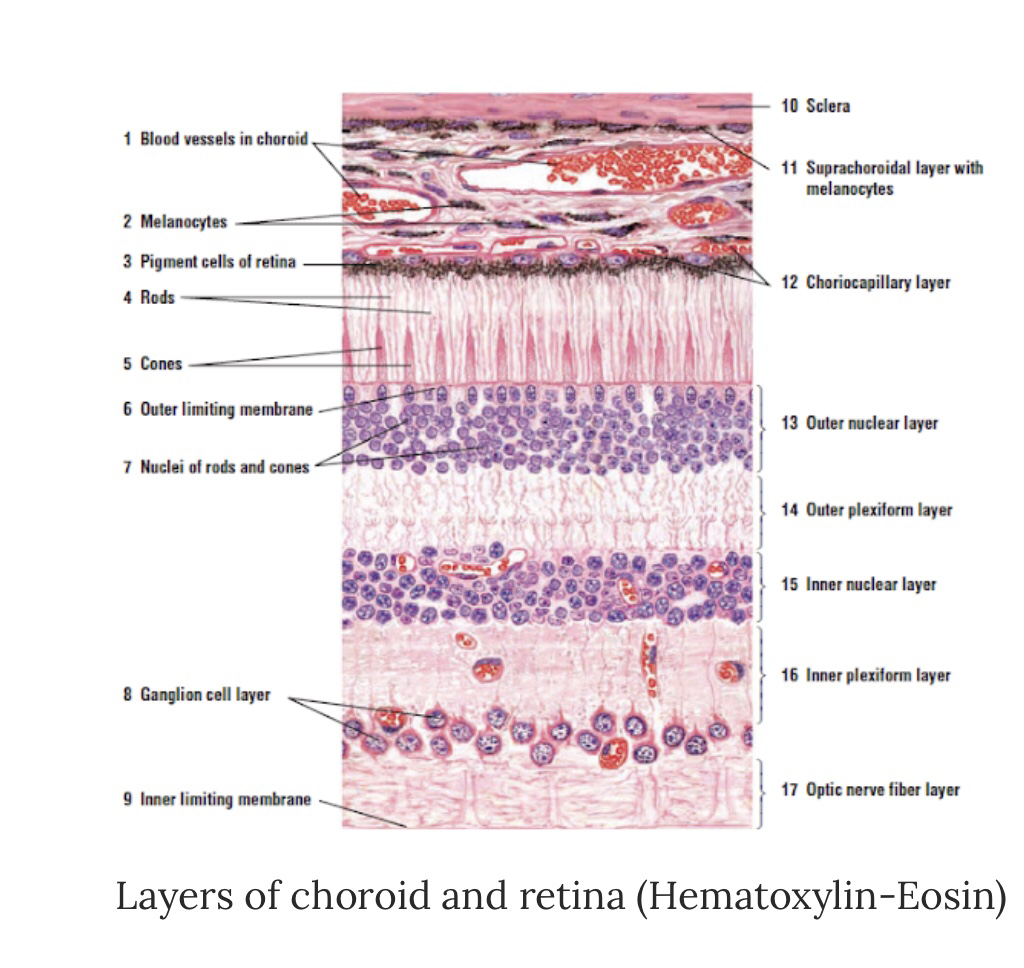 10 Sclera
1 Blood vessels in choroid
11 Suprachoroidal layer with
melanocytes
2 Melanocytes
3 Pigment cells of retina
12 Choriocapillary layer
4 Rods
5 Cones
6 Outer limiting membrane
13 Outer nuclear layer
7 Nuclei of rods and cones
14 Outer plexiform layer
15 Inner nuclear layer
16 Inner plexiform layer
8 Ganglion cell layer
17 Optic nerve fiber layer
9 Inner limiting membrane
Layers of choroid and retina (Hematoxylin-Eosin)